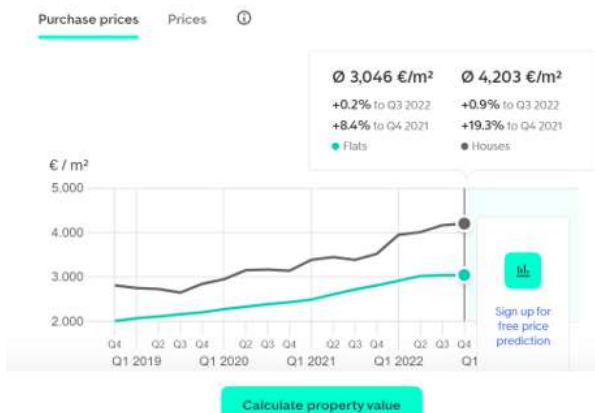 Purchase prices Prices
Ø 3,046 €/m² Ø 4,203 €/m²
+0.2% to Q3 2022 +0.9% to Q3 2022
+8.4% to Q4 2021 +19.3% to Q4 2021
Flats Houses
€ / m²
5.000
4.000
3.000
2.000
Q4 Q2 Q3 Q4 Q2 Q3 Q4 Q2 Q3 Q4 Q2 Q3 Q4
Q1 2019 Q1 2020 Q1 2021 Q1 2022 Q1
Sign up for
free price
prediction
Calculate property value